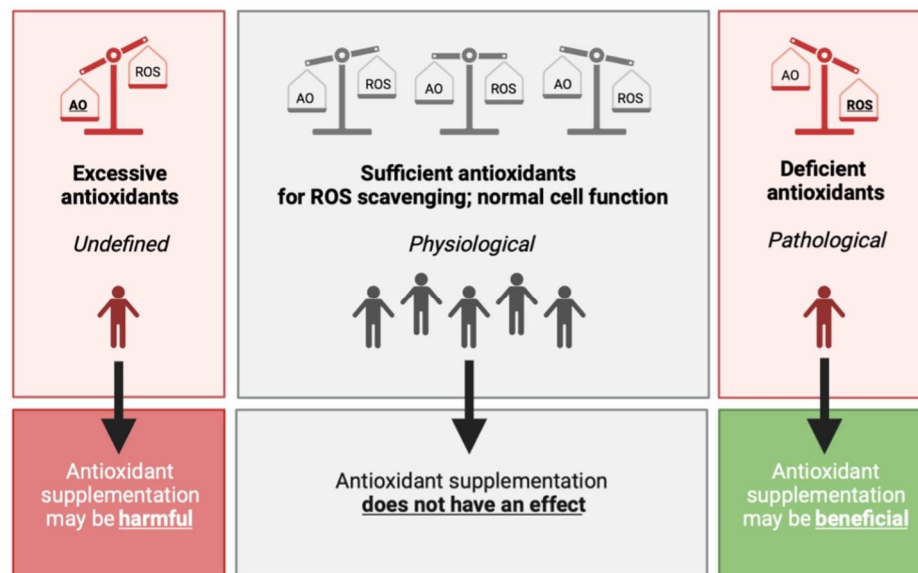 AO
ROS
Excessive
antioxidants
Undefined
Antioxidant
supplementation
may be harmful
AO
ROS
AO
ROS
AO
ROS
Sufficient antioxidants
for ROS scavenging; normal cell function
Physiological
Antioxidant supplementation
does not have an effect
AO
ROS
Deficient
antioxidants
Pathological
Antioxidant
supplementation
may be beneficial